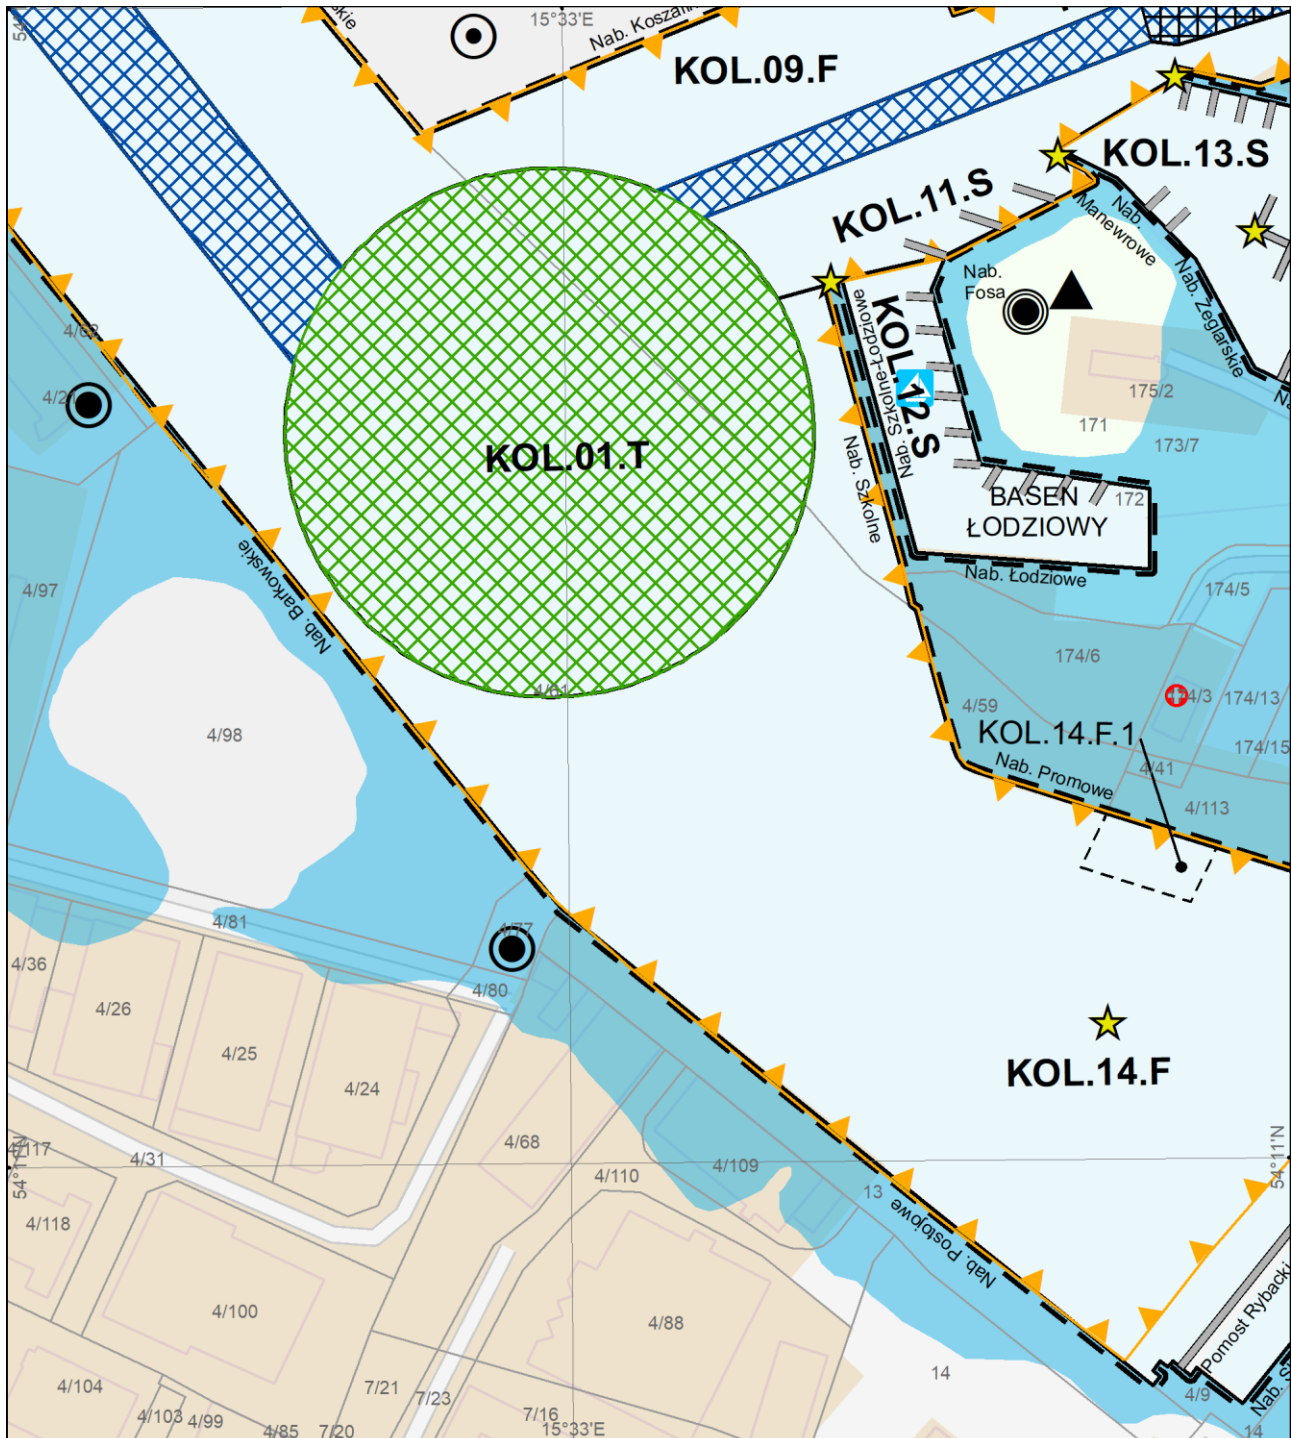 15°33'E
Nab. Koszali
KOL.09.F
KOL.13.S
KOL.11.S
Nab.
Manewrowe
Nab.
Fosa
Nab. Żeglarskie
4/62
4/21
KOL.12.S
Nab. Szkolne-Łodziowe
Nab. Szkolne
175/2
171
173/7
KOL.01.T
BASEN
ŁODZIOWY
172
Nab. Łodziowe
4/97
Nab. Barkowskie
174/5
174/6
4/61
174/3
174/13
4/59
4/98
KOL.14.F.1
174/15
Nab. Promowe
4/41
4/113
4/81
4/77
4/36
4/80
4/26
4/25
KOL.14.F
4/24
4/68
4/117
4/31
54°11'N
54°11'N
4/110
4/109
13
4/118
Nab. Postojowe
Pomost Rybacki
4/100
4/88
14
4/104
7/21
7/23
4/9
4/103
4/99
4/85
7/20
7/16
15°33'E
14